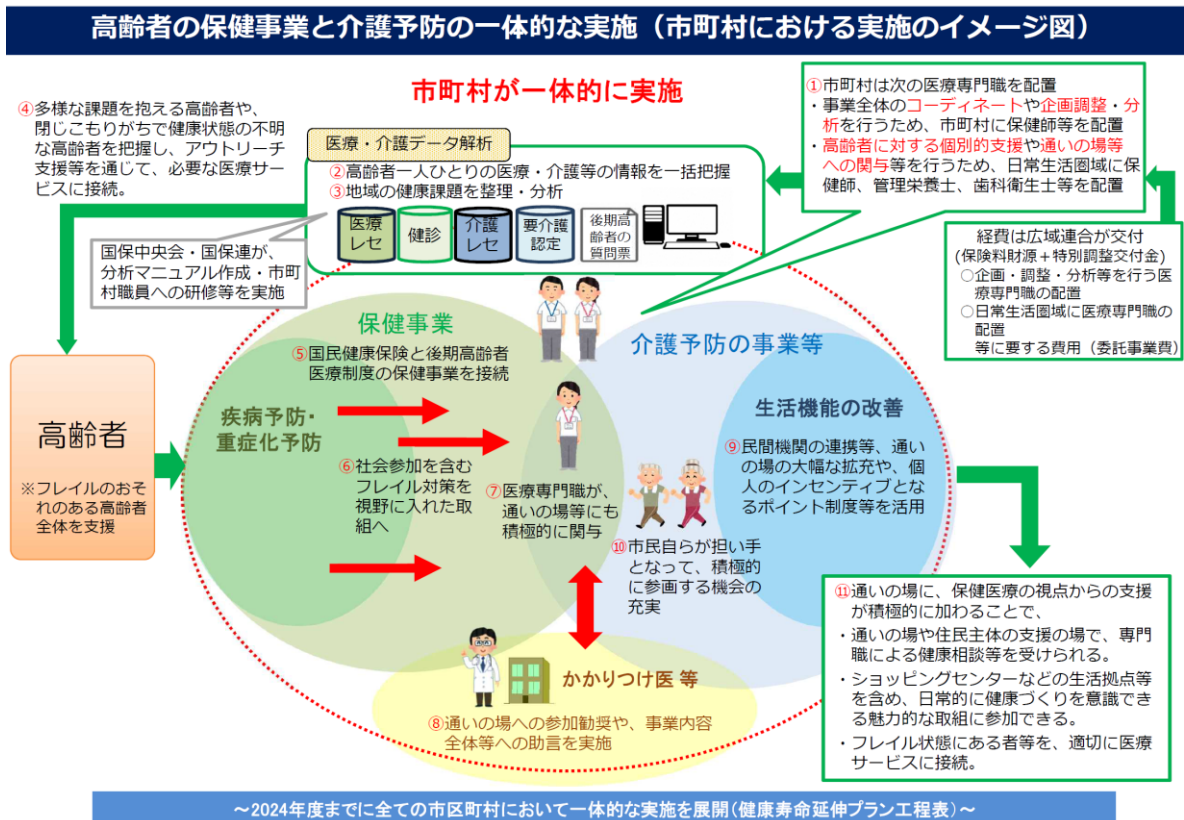 高齢者の保健事業と介護予防の一体的な実施（市町村における実施のイメージ図）
市町村が一体的に実施
④多様な課題を抱える高齢者や、
閉じこもりがちで健康状態の不明
な高齢者を把握し、アウトリーチ
支援等を通じて、必要な医療サー
ビスに接続。
医療・介護データ解析
②高齢者一人ひとりの医療・介護等の情報を一括把握
③地域の健康課題を整理・分析
医療
レセ
健診
介護
レセ
要介護
認定
後期高
齢者の
質問票
①市町村は次の医療専門職を配置
・事業全体のコーディネートや企画調整・分
析を行うため、市町村に保健師等を配置
・高齢者に対する個別的支援や通いの場等
への関与等を行うため、日常生活圏域に保
健師、管理栄養士、歯科衛生士等を配置
国保中央会・国保連が、
分析マニュアル作成・市町
村職員への研修等を実施
経費は広域連合が交付
(保険料財源＋特別調整交付金)
○企画・調整・分析等を行う医
療専門職の配置
○日常生活圏域に医療専門職の
配置
等に要する費用（委託事業費）
保健事業
⑤国民健康保険と後期高齢者
医療制度の保健事業を接続
介護予防の事業等
疾病予防・
重症化予防
生活機能の改善
高齢者
※フレイルのおそ
れのある高齢者
全体を支援
⑥社会参加を含む
フレイル対策を
視野に入れた取
組へ
⑦医療専門職が、
通いの場等にも
積極的に関与
⑨民間機関の連携等、通い
の場の大幅な拡充や、個
人のインセンティブとな
るポイント制度等を活用
⑩市民自らが担い手
となって、積極的
に参画する機会の
充実
かかりつけ医 等
⑧通いの場への参加勧奨や、事業内容
全体等への助言を実施
⑪通いの場に、保健医療の視点からの支援
が積極的に加わることで、
・通いの場や住民主体の支援の場で、専門
職による健康相談等を受けられる。
・ショッピングセンターなどの生活拠点等
を含め、日常的に健康づくりを意識でき
る魅力的な取組に参加できる。
・フレイル状態にある者等を、適切に医療
サービスに接続。
～2024年度までに全ての市区町村において一体的な実施を展開(健康寿命延伸プラン工程表)～